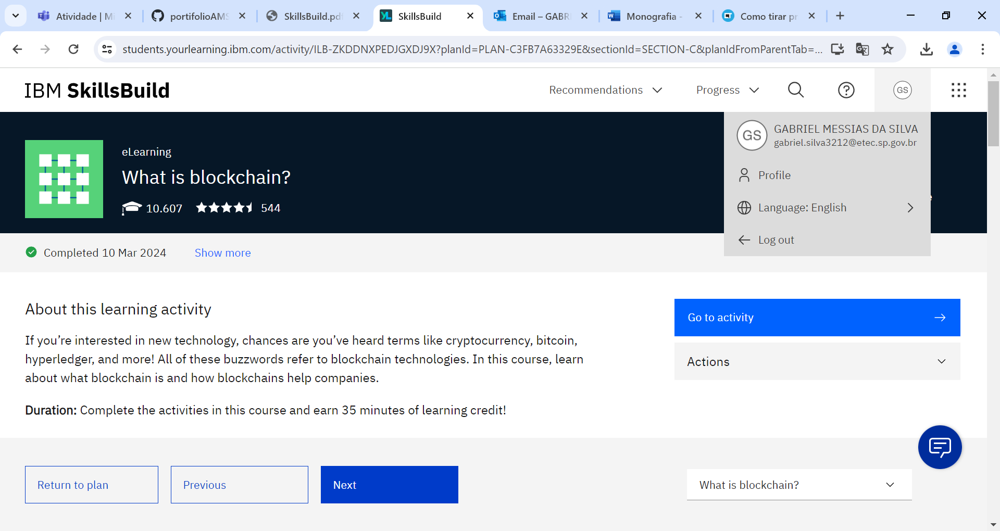 Atividade | Mi
portifolioAMS
SkillsBuild.pdf
SkillsBuild
Email – GABRI
Monografia -
Como tirar pr
students.yourlearning.ibm.com/activity/ILB-ZKDDNXPEDJGXDJ9X?planId=PLAN-C3FB7A63329E&sectionId=SECTION-C&planIdFromParentTab=...
IBM SkillsBuild
Recommendations
Progress
GS
GS
GABRIEL MESSIAS DA SILVA
gabriel.silva3212@etec.sp.gov.br
Profile
Language: English
Log out
eLearning
What is blockchain?
10.607
544
Completed 10 Mar 2024
Show more
About this learning activity
If you’re interested in new technology, chances are you’ve heard terms like cryptocurrency, bitcoin,
hyperledger, and more! All of these buzzwords refer to blockchain technologies. In this course, learn
about what blockchain is and how blockchains help companies.
Duration: Complete the activities in this course and earn 35 minutes of learning credit!
Go to activity
Actions
Return to plan
Previous
Next
What is blockchain?